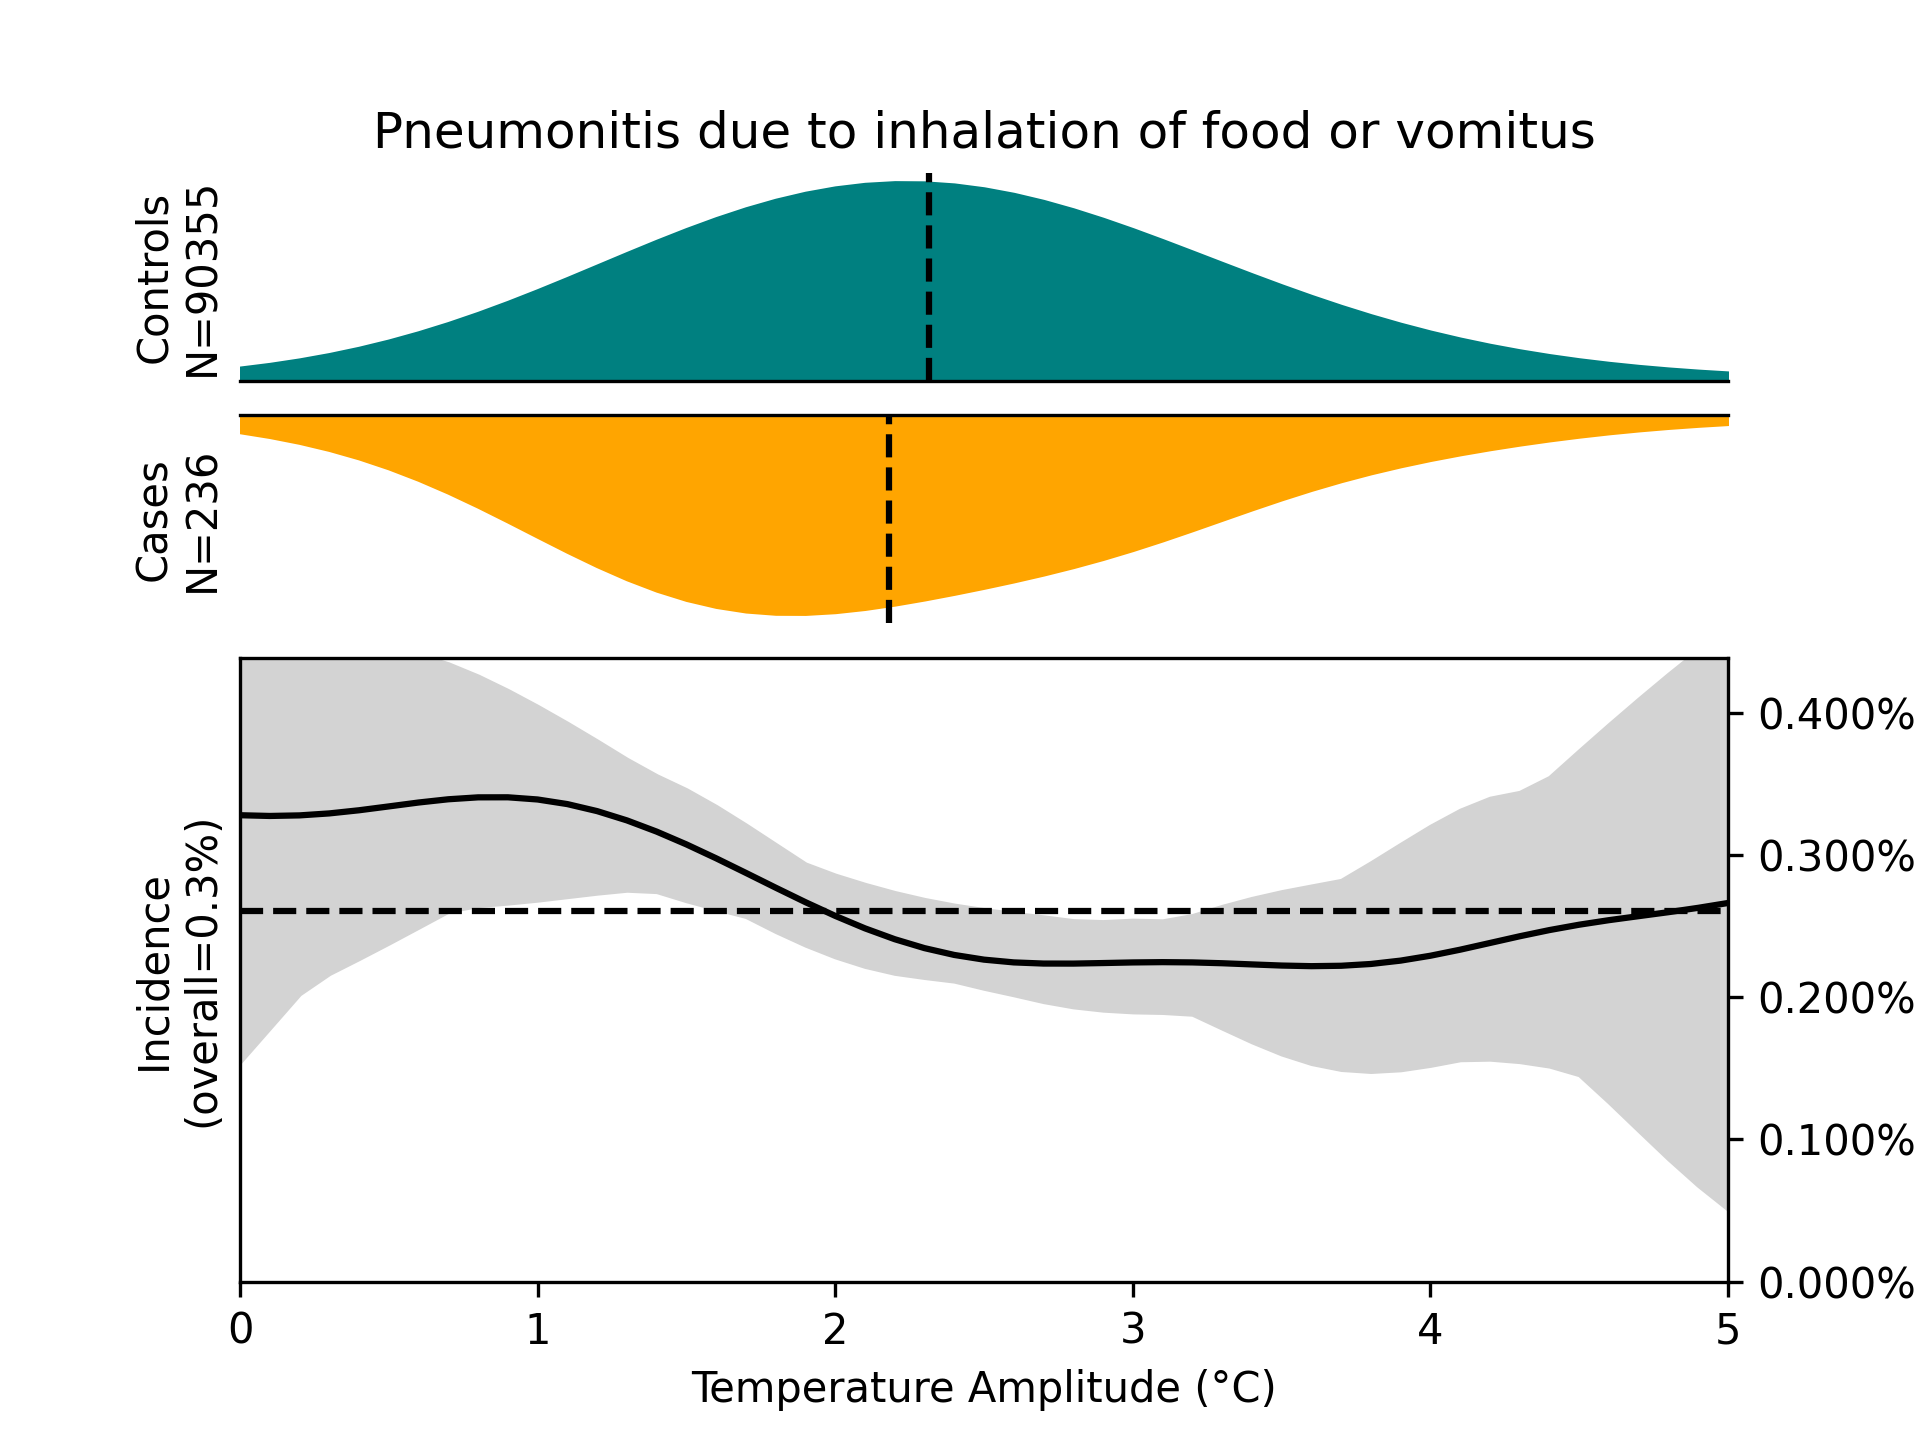 Pneumonitis due to inhalation of food or vomitus
Controls
N=90355
Cases
N=236
Incidence
(overall=0.3%)
0.400%
0.300%
0.200%
0.100%
0.000%
0 1 2 3 4 5
Temperature Amplitude (°C)